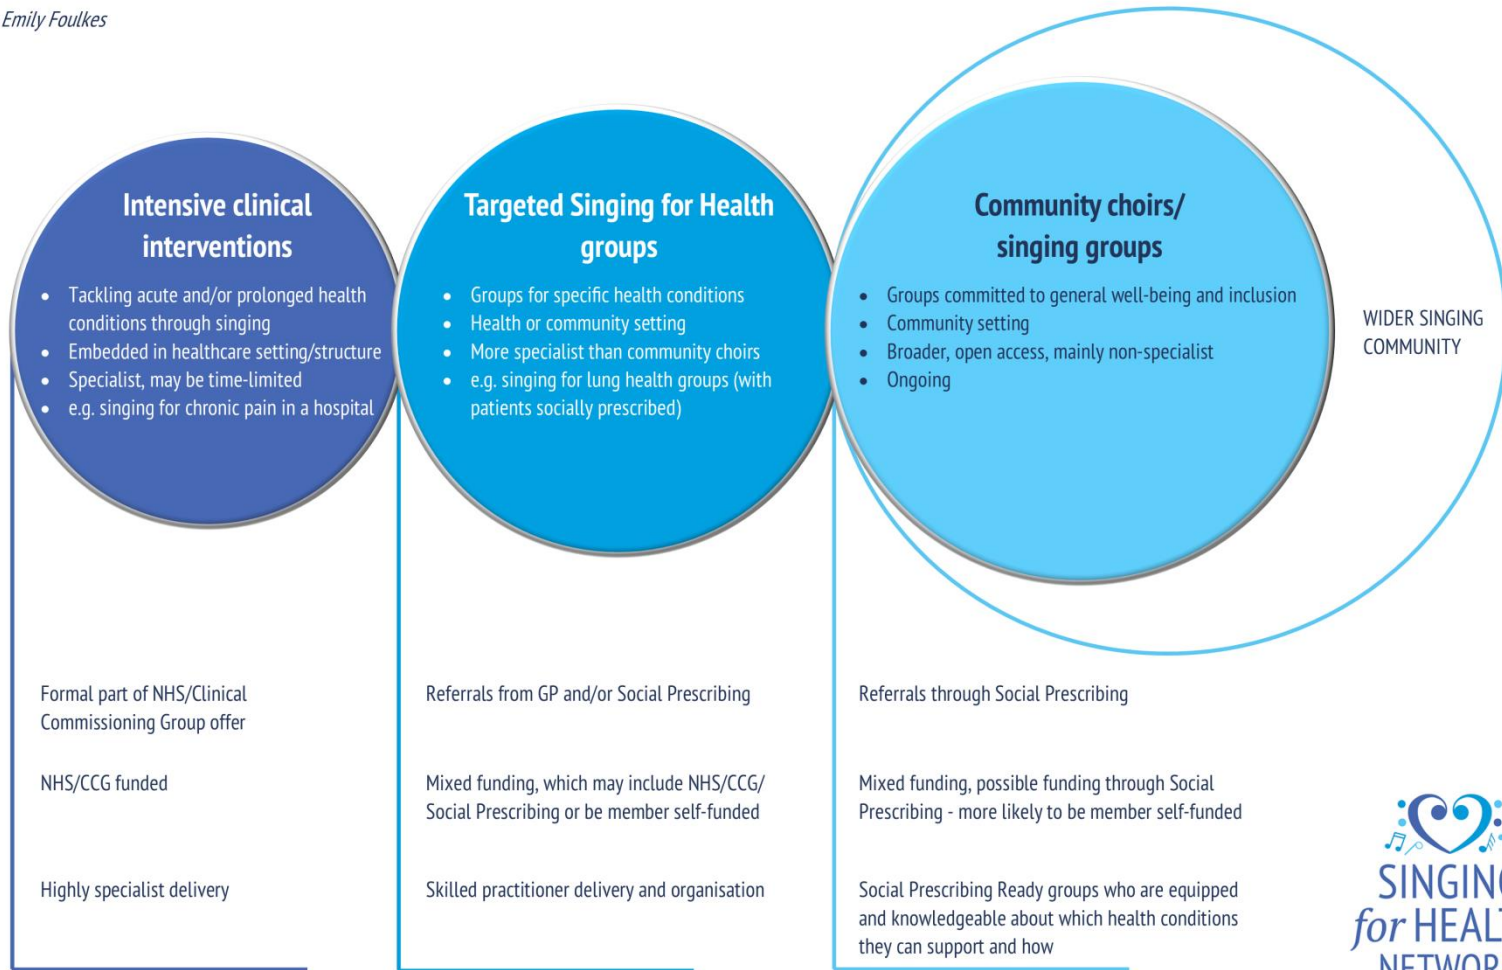 Emily Foulkes
Intensive clinical
interventions
• Tackling acute and/or prolonged health
conditions through singing
• Embedded in healthcare setting/structure
• Specialist, may be time-limited
• e.g. singing for chronic pain in a hospital
Targeted Singing for Health
groups
• Groups for specific health conditions
• Health or community setting
• More specialist than community choirs
• e.g. singing for lung health groups (with
patients socially prescribed)
Community choirs/
singing groups
• Groups committed to general well-being and inclusion
• Community setting
• Broader, open access, mainly non-specialist
• Ongoing
WIDER SINGING
COMMUNITY
Formal part of NHS/Clinical
Commissioning Group offer
NHS/CCG funded
Highly specialist delivery
Referrals from GP and/or Social Prescribing
Mixed funding, which may include NHS/CCG/
Social Prescribing or be member self-funded
Skilled practitioner delivery and organisation
Referrals through Social Prescribing
Mixed funding, possible funding through Social
Prescribing - more likely to be member self-funded
Social Prescribing Ready groups who are equipped
and knowledgeable about which health conditions
they can support and how
for